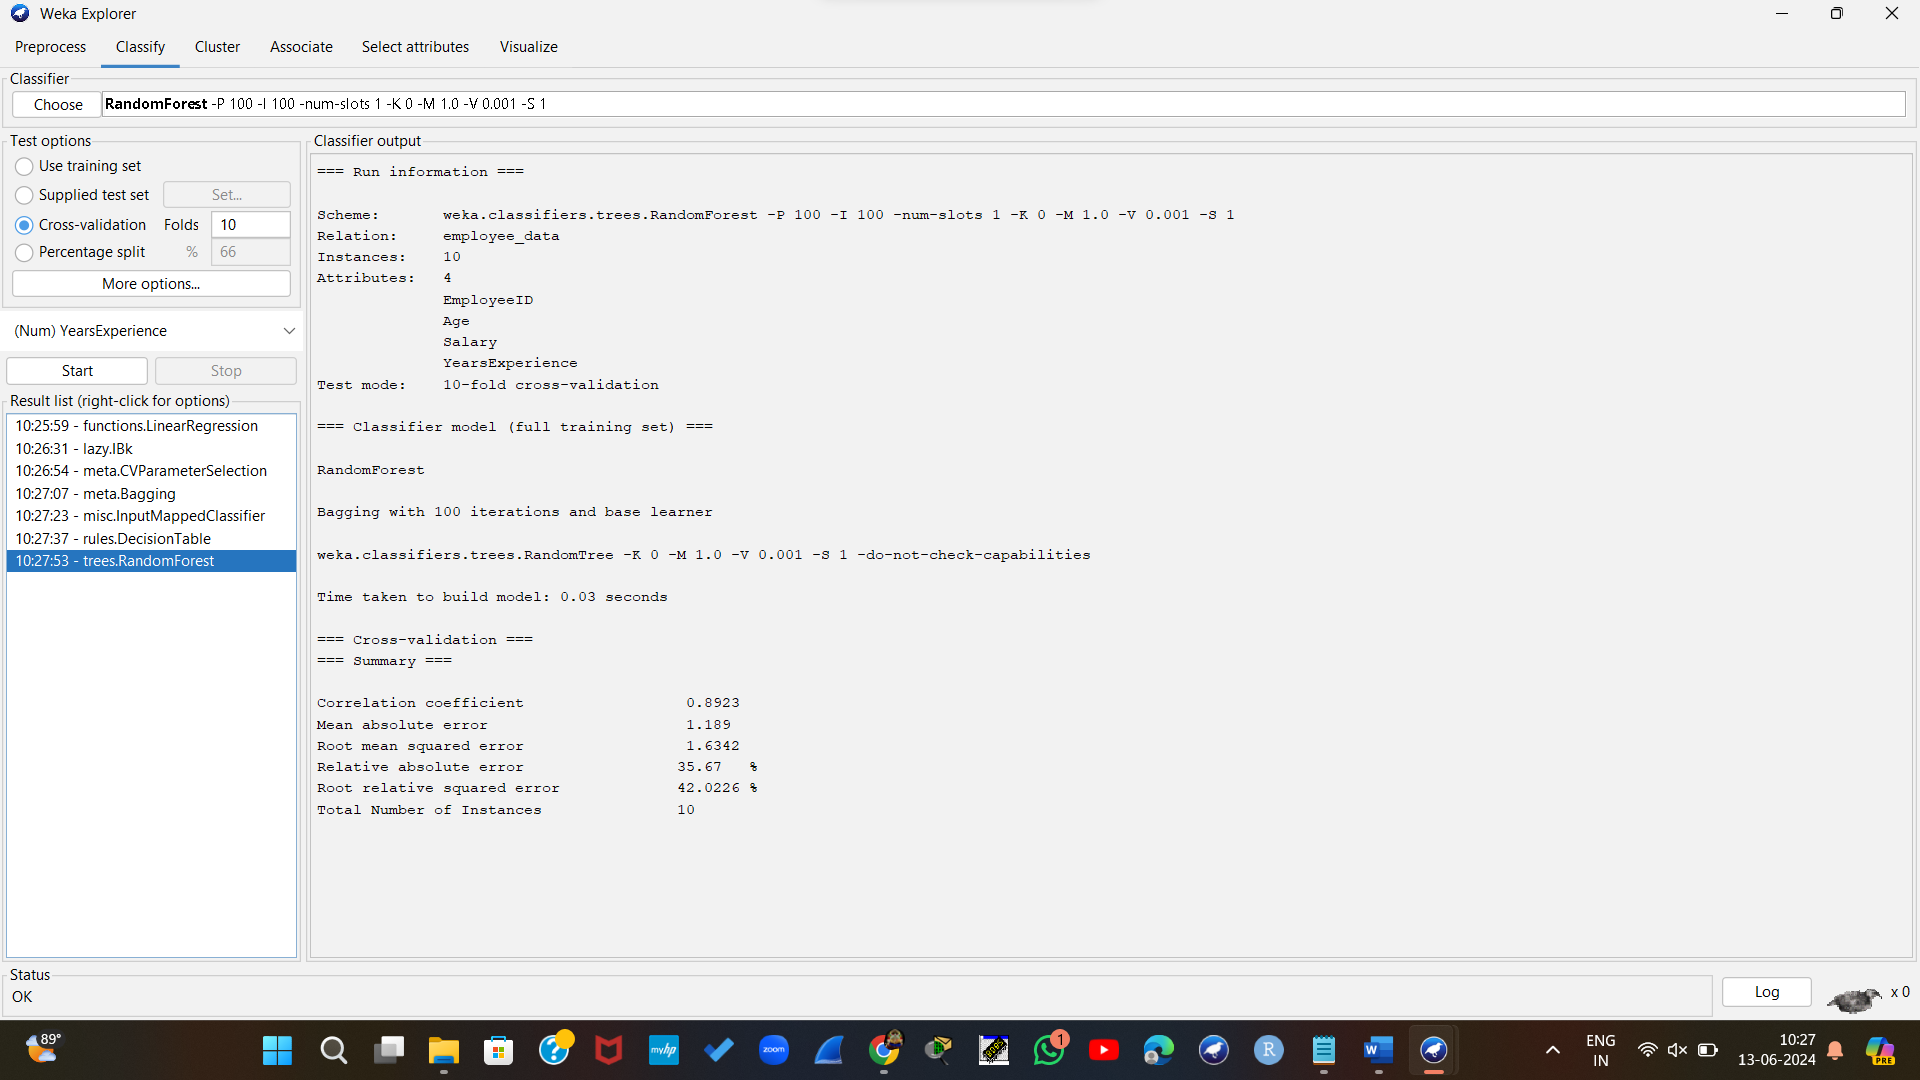 Weka Explorer
Preprocess Classify Cluster Associate Select attributes Visualize
Classifier
Choose RandomForest -P 100 -I 100 -num-slots 1 -K 0 -M 1.0 -V 0.001 -S 1
Test options
Use training set
Supplied test set Set...
Cross-validation Folds 10
Percentage split % 66
More options...
(Num) YearsExperience
Start Stop
Result list (right-click for options)
10:25:59 - functions.LinearRegression
10:26:31 - lazy.IBk
10:26:54 - meta.CVParameterSelection
10:27:07 - meta.Bagging
10:27:23 - misc.InputMappedClassifier
10:27:37 - rules.DecisionTable
10:27:53 - trees.RandomForest
Classifier output
=== Run information ===
Scheme: weka.classifiers.trees.RandomForest -P 100 -I 100 -num-slots 1 -K 0 -M 1.0 -V 0.001 -S 1
Relation: employee_data
Instances: 10
Attributes: 4
EmployeeID
Age
Salary
YearsExperience
Test mode: 10-fold cross-validation
=== Classifier model (full training set) ===
RandomForest
Bagging with 100 iterations and base learner
weka.classifiers.trees.RandomTree -K 0 -M 1.0 -V 0.001 -S 1 -do-not-check-capabilities
Time taken to build model: 0.03 seconds
=== Cross-validation ===
=== Summary ===
Correlation coefficient 0.8923
Mean absolute error 1.189
Root mean squared error 1.6342
Relative absolute error 35.67 %
Root relative squared error 42.0226 %
Total Number of Instances 10
Status
OK
Log x 0
89°
myhp
zoom
1
R
W
ENG
IN
10:27
13-06-2024
PRE